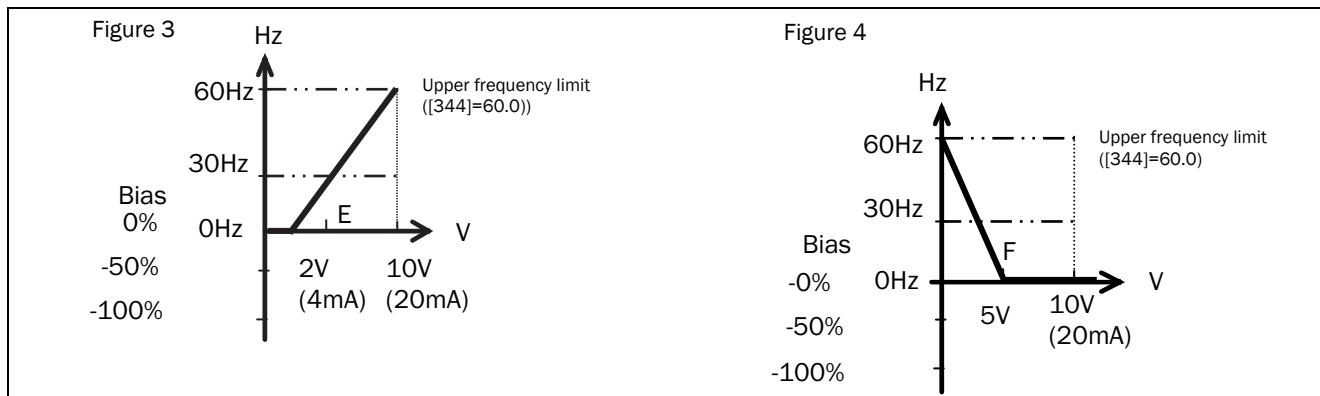 Figure 3
Hz
60Hz
Upper frequency limit
([344]=60.0))
30Hz
Bias
0%
0Hz
E
V
-50%
2V
10V
(4mA)
(20mA)
-100%
Figure 4
Hz
60Hz
Upper frequency limit
([344]=60.0)
30Hz
Bias
F
-0%
0Hz
V
5V
10V
(20mA)
-50%
-100%